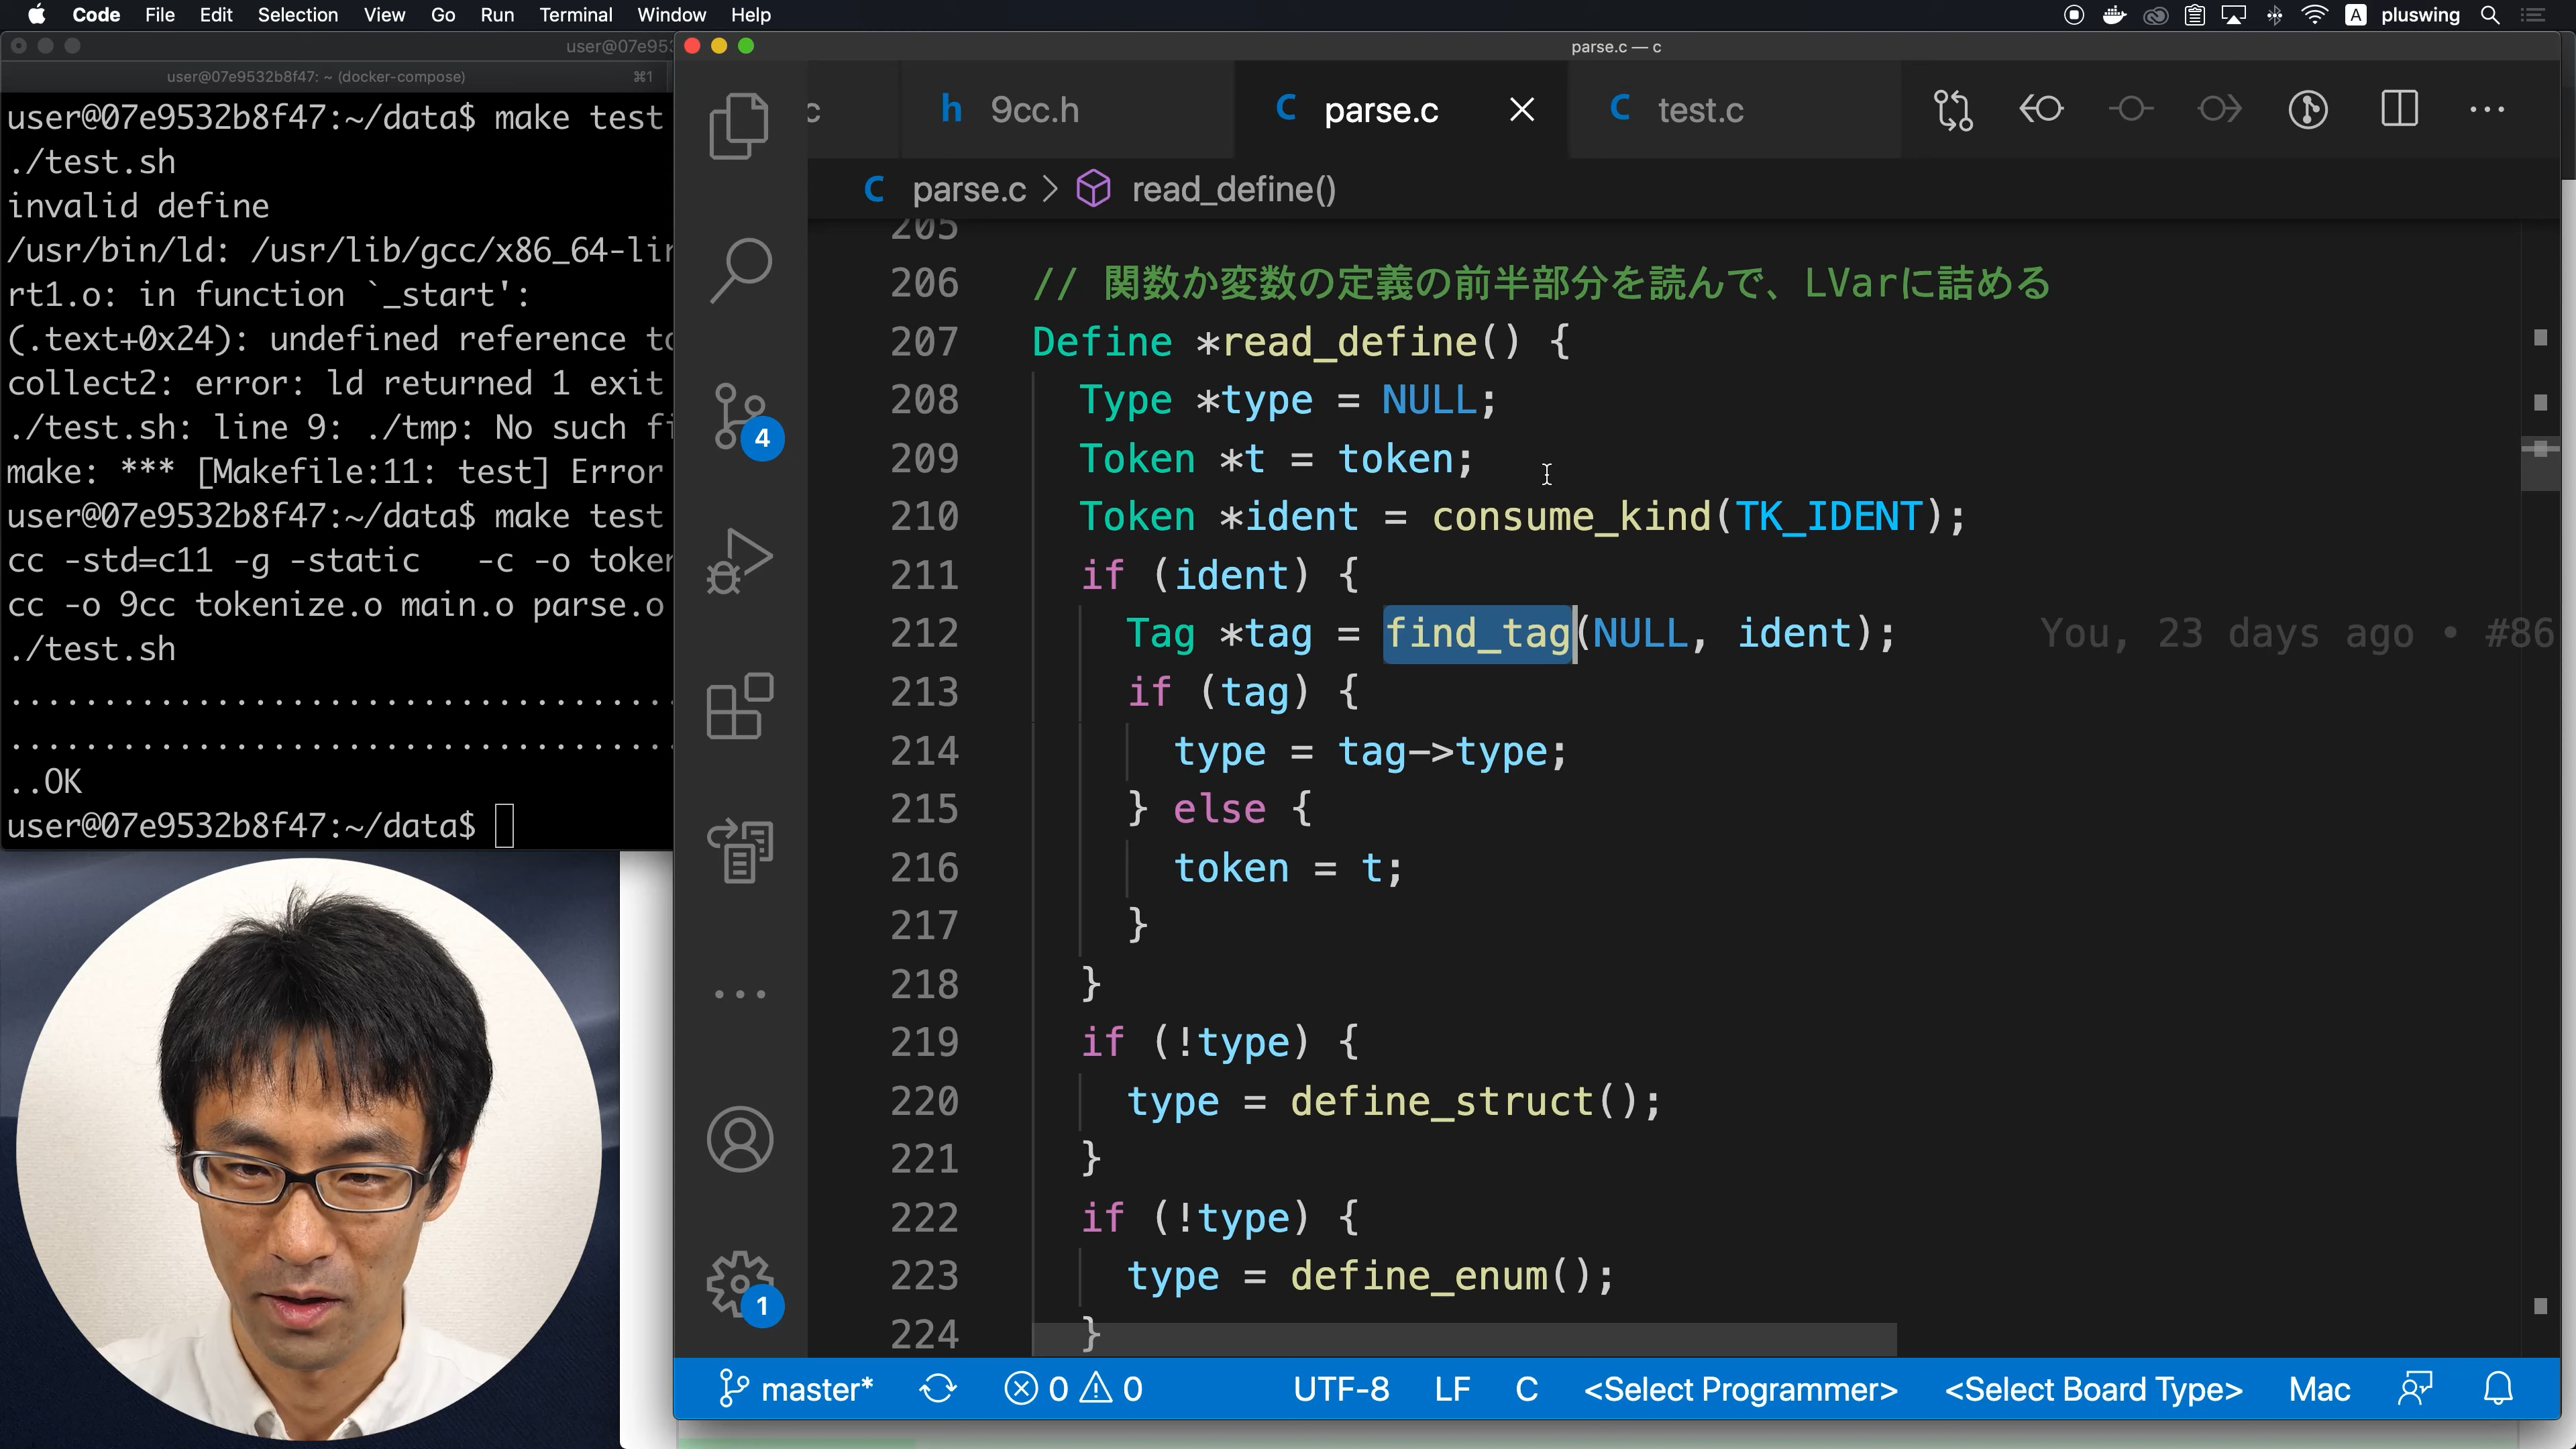 Code File Edit Selection View Go Run Terminal Window Help
A pluswing
user@07e953
user@07e9532b8f47: ~ (docker-compose) ⌘1
user@07e9532b8f47:~/data$ make test
./test.sh
invalid define
/usr/bin/ld: /usr/lib/gcc/x86_64-lin
rt1.o: in function `_start':
(.text+0x24): undefined reference to
collect2: error: ld returned 1 exit
./test.sh: line 9: ./tmp: No such fi
make: *** [Makefile:11: test] Error
user@07e9532b8f47:~/data$ make test
cc -std=c11 -g -static   -c -o token
cc -o 9cc tokenize.o main.o parse.o
./test.sh
.....................................
.....................................
..OK
user@07e9532b8f47:~/data$
parse.c — c
c
h 9cc.h
C parse.c
C test.c
C parse.c > read_define()
4
1
205
206 // 関数か変数の定義の前半部分を読んで、LVarに詰める
207 Define *read_define() {
208 Type *type = NULL;
209 Token *t = token;
210 Token *ident = consume_kind(TK_IDENT);
211 if (ident) {
212 Tag *tag = find_tag(NULL, ident); You, 23 days ago • #86
213 if (tag) {
214 type = tag->type;
215 } else {
216 token = t;
217 }
218 }
219 if (!type) {
220 type = define_struct();
221 }
222 if (!type) {
223 type = define_enum();
224 }
master* 0 0 UTF-8 LF C <Select Programmer> <Select Board Type> Mac